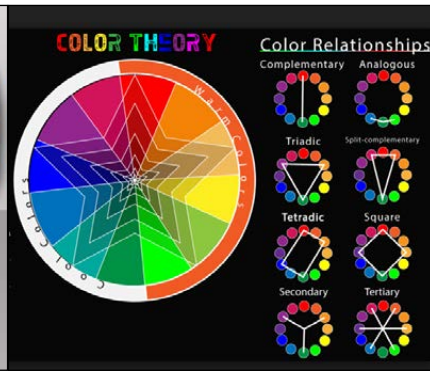 COLOR THEORY
Warm Colors
Cool Colors
Color Relationships
Complementary Analogous
Triadic Split-complementary
Tetradic Square
Secondary Tertiary